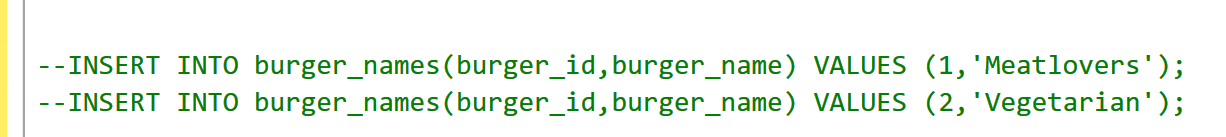 --INSERT INTO burger_names(burger_id,burger_name) VALUES (1,'Meatlovers');
--INSERT INTO burger_names(burger_id,burger_name) VALUES (2,'Vegetarian');